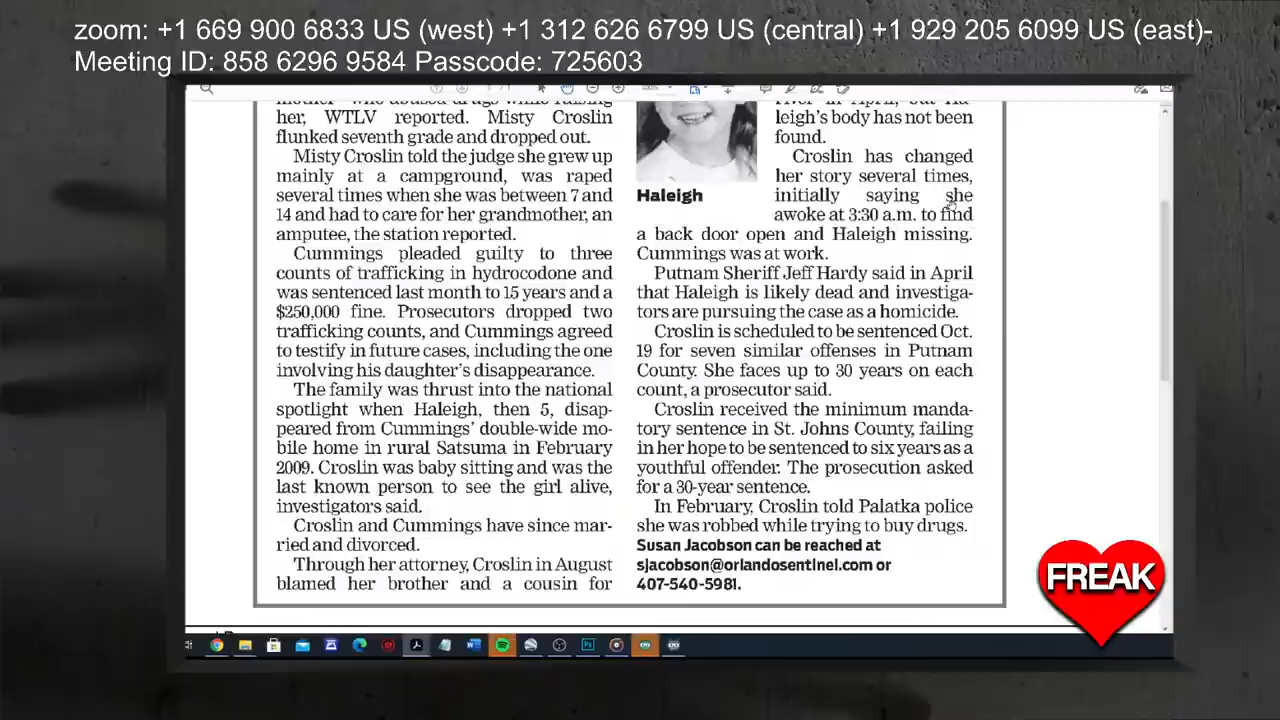 zoom: +1 669 900 6833 US (west) +1 312 626 6799 US (central) +1 929 205 6099 US (east)-
Meeting ID: 858 6296 9584 Passcode: 725603
mother who abused drugs while raising
her, WTLV reported. Misty Croslin
flunked seventh grade and dropped out.
Misty Croslin told the judge she grew up
mainly at a campground, was raped
several times when she was between 7 and
14 and had to care for her grandmother, an
amputee, the station reported.
Cummings pleaded guilty to three
counts of trafficking in hydrocodone and
was sentenced last month to 15 years and a
$250,000 fine. Prosecutors dropped two
trafficking counts, and Cummings agreed
to testify in future cases, including the one
involving his daughter's disappearance.
The family was thrust into the national
spotlight when Haleigh, then 5, disap-
peared from Cummings' double-wide mo-
bile home in rural Satsuma in February
2009. Croslin was baby sitting and was the
last known person to see the girl alive,
investigators said.
Croslin and Cummings have since mar-
ried and divorced.
Through her attorney, Croslin in August
blamed her brother and a cousin for
Haleigh
river in April, but Ha-
leigh's body has not been
found.
Croslin has changed
her story several times,
initially saying she
awoke at 3:30 a.m. to find
a back door open and Haleigh missing.
Cummings was at work.
Putnam Sheriff Jeff Hardy said in April
that Haleigh is likely dead and investiga-
tors are pursuing the case as a homicide.
Croslin is scheduled to be sentenced Oct.
19 for seven similar offenses in Putnam
County. She faces up to 30 years on each
count, a prosecutor said.
Croslin received the minimum manda-
tory sentence in St. Johns County, failing
in her hope to be sentenced to six years as a
youthful offender. The prosecution asked
for a 30-year sentence.
In February, Croslin told Palatka police
she was robbed while trying to buy drugs.
Susan Jacobson can be reached at
sjacobson@orlandosentinel.com or
407-540-5981.
FREAK